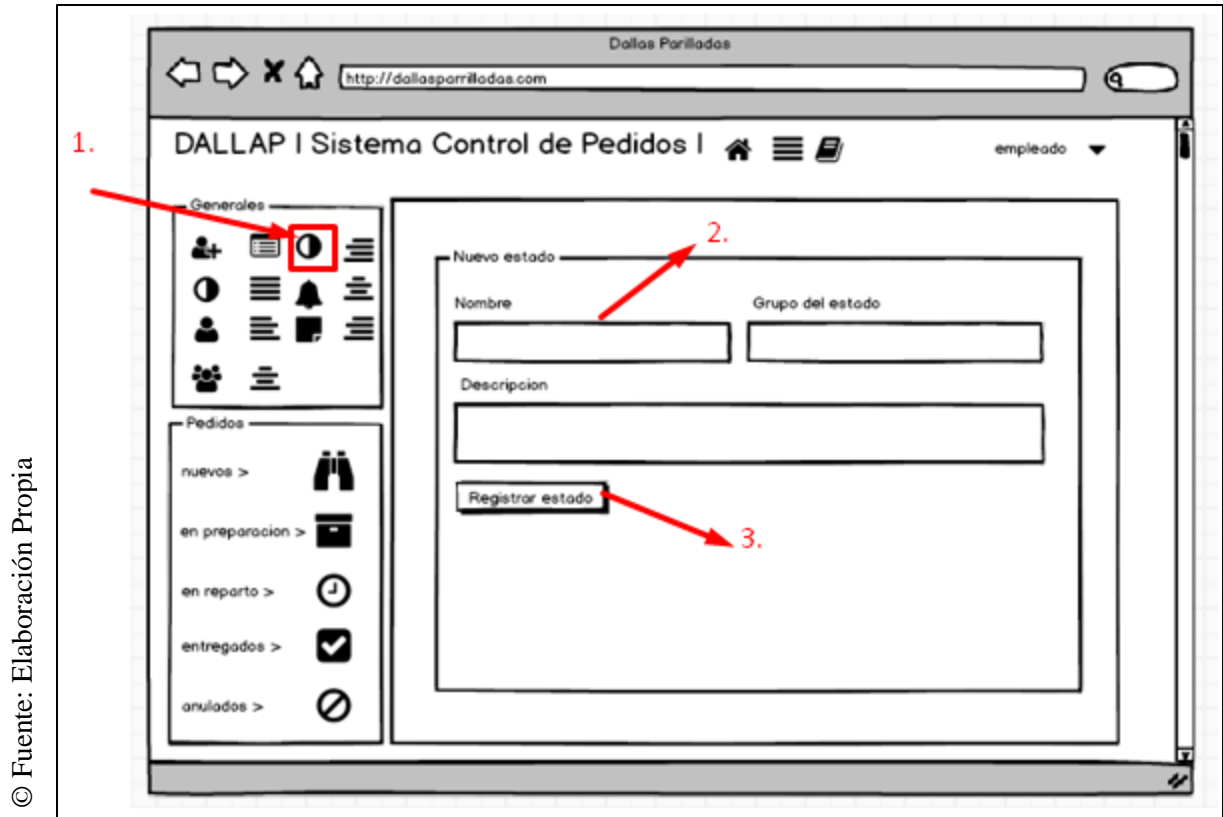 Dallas Parilladas
http://dallasparrilladas.com
DALLAP | Sistema Control de Pedidos |
empleado
1.
Generales
2.
Nuevo estado
Nombre
Grupo del estado
Descripcion
Registrar estado
3.
Pedidos
nuevos >
en preparacion >
en reparto >
entregados >
anulados >
© Fuente: Elaboración Propia